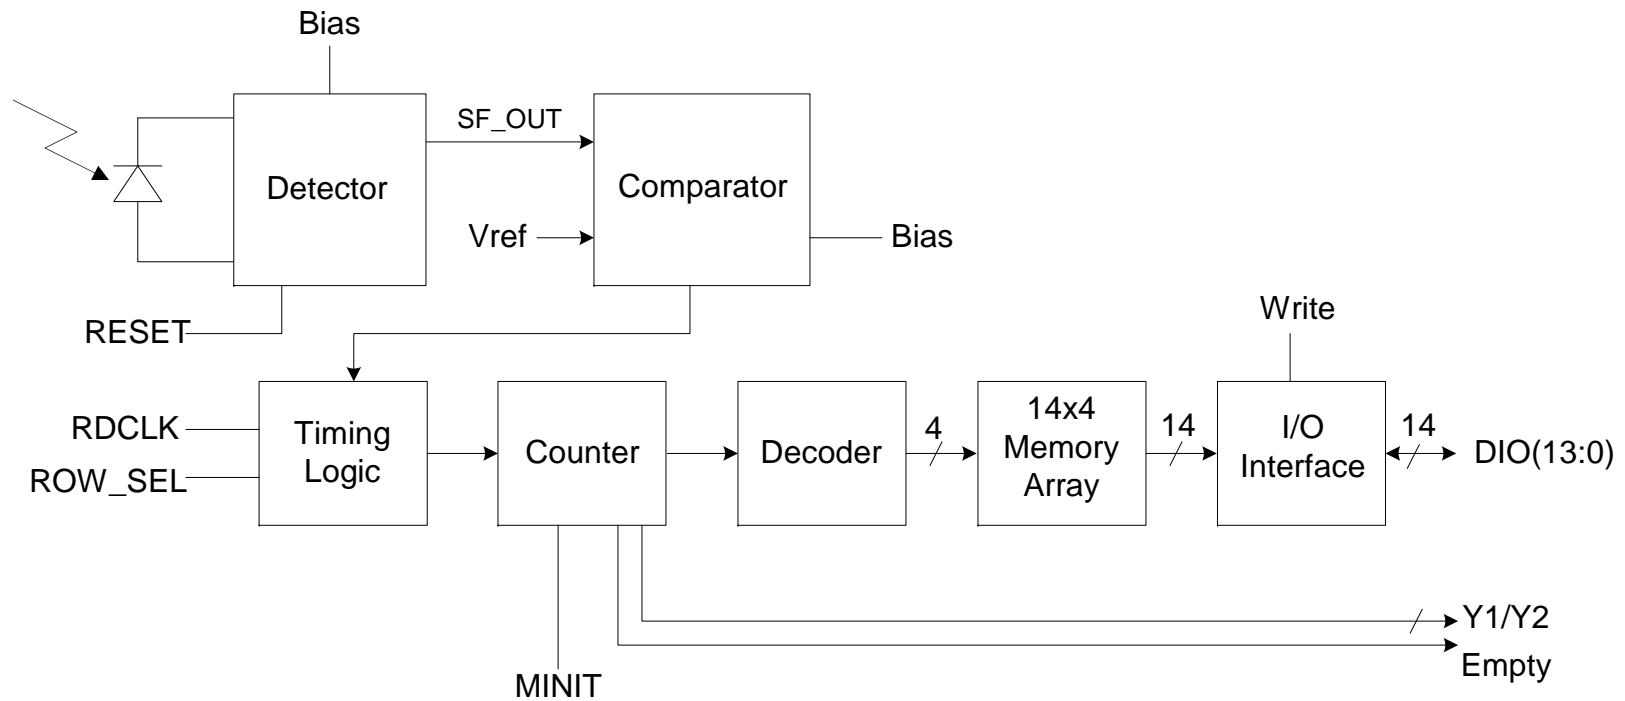 Bias
SF_OUT
Detector
Comparator
Vref
Bias
RESET
Write
RDCLK
ROW_SEL
Timing
Logic
Counter
Decoder
4
14x4
Memory
Array
14
I/O
Interface
14
DIO(13:0)
Y1/Y2
Empty
MINIT